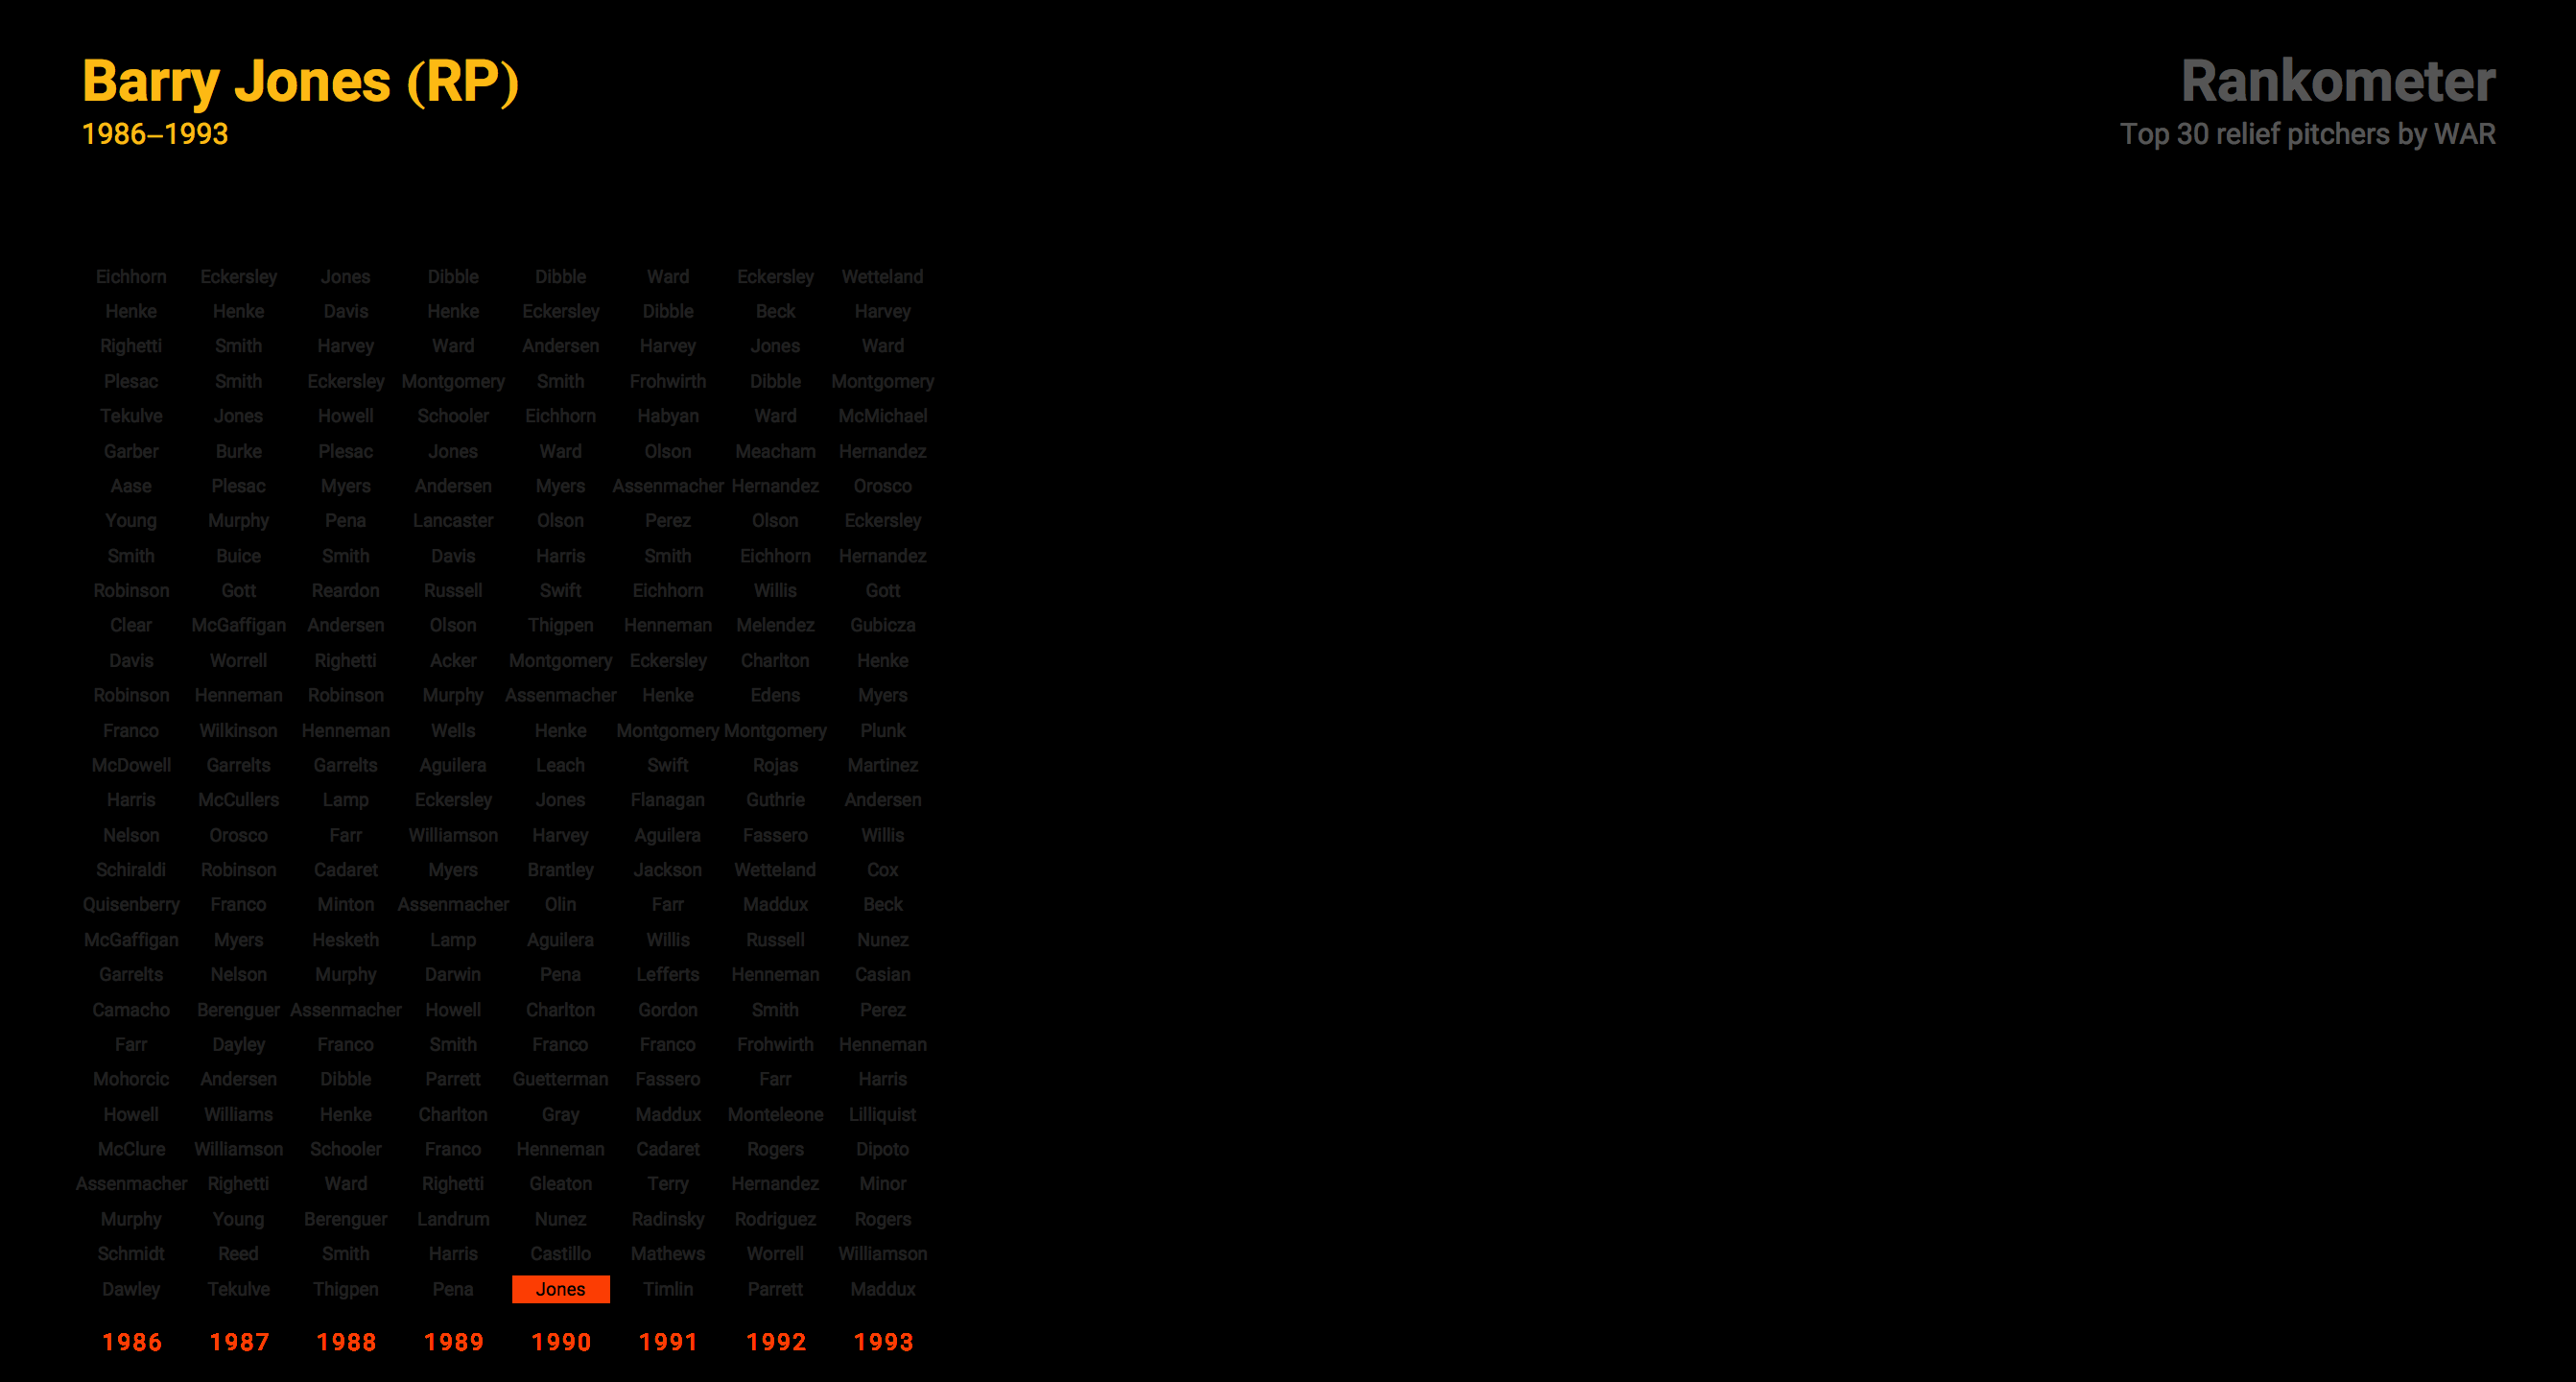 Barry Jones (RP)
1986–1993
Rankometer
Top 30 relief pitchers by WAR
Eichhorn Eckersley Jones Dibble Dibble Ward Eckersley Wetteland
Henke Henke Davis Henke Eckersley Dibble Beck Harvey
Righetti Smith Harvey Ward Andersen Harvey Jones Ward
Plesac Smith Eckersley Montgomery Smith Frohwirth Dibble Montgomery
Tekulve Jones Howell Schooler Eichhorn Habyan Ward McMichael
Garber Burke Plesac Jones Ward Olson Meacham Hernandez
Aase Plesac Myers Andersen Myers Assenmacher Hernandez Orosco
Young Murphy Pena Lancaster Olson Perez Olson Eckersley
Smith Buice Smith Davis Harris Smith Eichhorn Hernandez
Robinson Gott Reardon Russell Swift Eichhorn Willis Gott
Clear McGaffigan Andersen Olson Thigpen Henneman Melendez Gubicza
Davis Worrell Righetti Acker Montgomery Eckersley Charlton Henke
Robinson Henneman Robinson Murphy Assenmacher Henke Edens Myers
Franco Wilkinson Henneman Wells Henke Montgomery Montgomery Plunk
McDowell Garrelts Garrelts Aguilera Leach Swift Rojas Martinez
Harris McCullers Lamp Eckersley Jones Flanagan Guthrie Andersen
Nelson Orosco Farr Williamson Harvey Aguilera Fassero Willis
Schiraldi Robinson Cadaret Myers Brantley Jackson Wetteland Cox
Quisenberry Franco Minton Assenmacher Olin Farr Maddux Beck
McGaffigan Myers Hesketh Lamp Aguilera Willis Russell Nunez
Garrelts Nelson Murphy Darwin Pena Lefferts Henneman Casian
Camacho Berenguer Assenmacher Howell Charlton Gordon Smith Perez
Farr Dayley Franco Smith Franco Franco Frohwirth Henneman
Mohorcic Andersen Dibble Parrett Guetterman Fassero Farr Harris
Howell Williams Henke Charlton Gray Maddux Monteleone Lilliquist
McClure Williamson Schooler Franco Henneman Cadaret Rogers Dipoto
Assenmacher Righetti Ward Righetti Gleaton Terry Hernandez Minor
Murphy Young Berenguer Landrum Nunez Radinsky Rodriguez Rogers
Schmidt Reed Smith Harris Castillo Mathews Worrell Williamson
Dawley Tekulve Thigpen Pena Jones Timlin Parrett Maddux
1986 1987 1988 1989 1990 1991 1992 1993